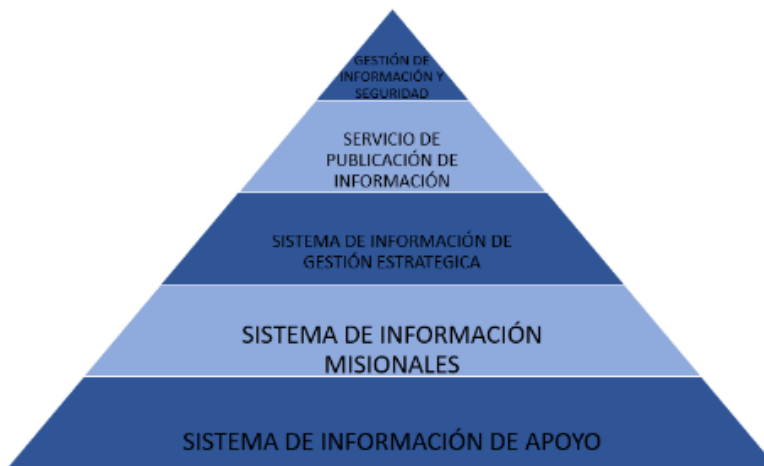 GESTIÓN DE
INFORMACIÓN Y
SEGURIDAD
SERVICIO DE
PUBLICACIÓN DE
INFORMACIÓN
SISTEMA DE INFORMACIÓN DE
GESTIÓN ESTRATEGICA
SISTEMA DE INFORMACIÓN
MISIONALES
SISTEMA DE INFORMACIÓN DE APOYO